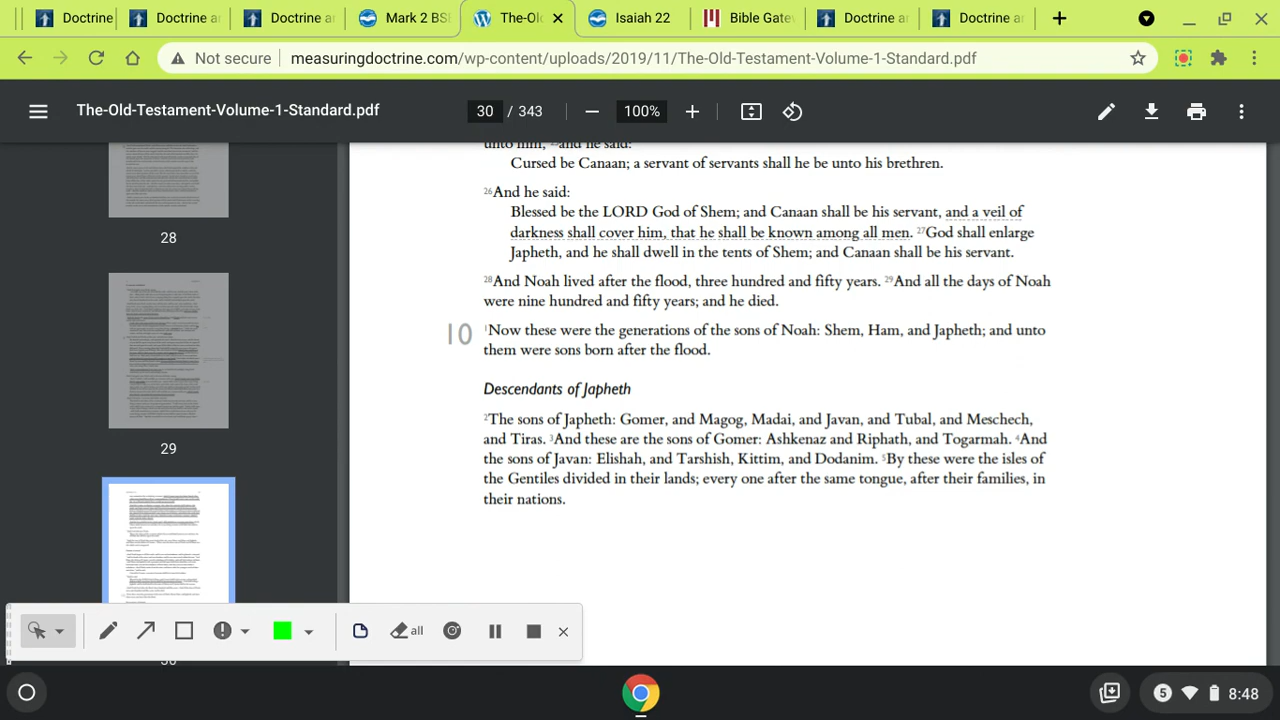 Doctrine
Doctrine a
Doctrine a
Mark 2 BS
The-Ol
Isaiah 22
Bible Gate
Doctrine a
Doctrine a
Not secure
measuringdoctrine.com/wp-content/uploads/2019/11/The-Old-Testament-Volume-1-Standard.pdf
The-Old-Testament-Volume-1-Standard.pdf
30 / 343
100%
28
29
30
unto him, 25and he said:
Cursed be Canaan; a servant of servants shall he be unto his brethren.
26And he said:
Blessed be the LORD God of Shem; and Canaan shall be his servant, and a veil of
darkness shall cover him, that he shall be known among all men. 27God shall enlarge
Japheth, and he shall dwell in the tents of Shem; and Canaan shall be his servant.
28And Noah lived after the flood, three hundred and fifty years. 29And all the days of Noah
were nine hundred and fifty years; and he died.
10 1Now these were the generations of the sons of Noah: Shem, Ham, and Japheth; and unto
them were sons born after the flood.
Descendants of Japheth
2The sons of Japheth: Gomer, and Magog, Madai, and Javan, and Tubal, and Meschech,
and Tiras. 3And these are the sons of Gomer: Ashkenaz and Riphath, and Togarmah. 4And
the sons of Javan: Elishah, and Tarshish, Kittim, and Dodanim. 5By these were the isles of
the Gentiles divided in their lands; every one after the same tongue, after their families, in
their nations.
all
5
8:48